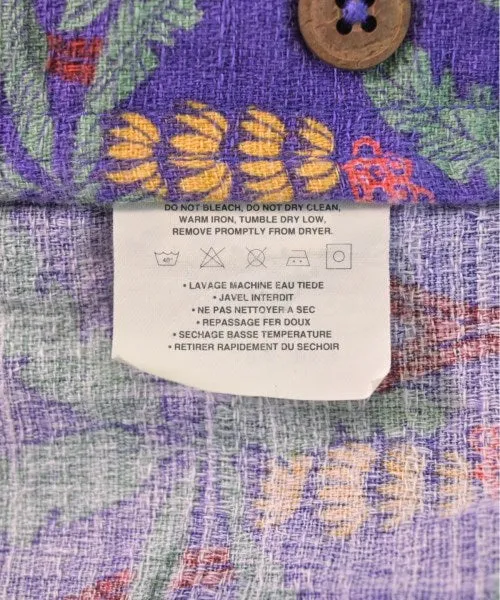 DO NOT BLEACH, DO NOT DRY CLEAN,
WARM IRON, TUMBLE DRY LOW.
REMOVE PROMPTLY FROM DRYER.
40°
• LAVAGE MACHINE EAU TIEDE
• JAVEL INTERDIT
• NE PAS NETTOYER A SEC
• REPASSAGE FER DOUX
• SECHAGE BASSE TEMPERATURE
• RETIRER RAPIDEMENT DU SECHOIR